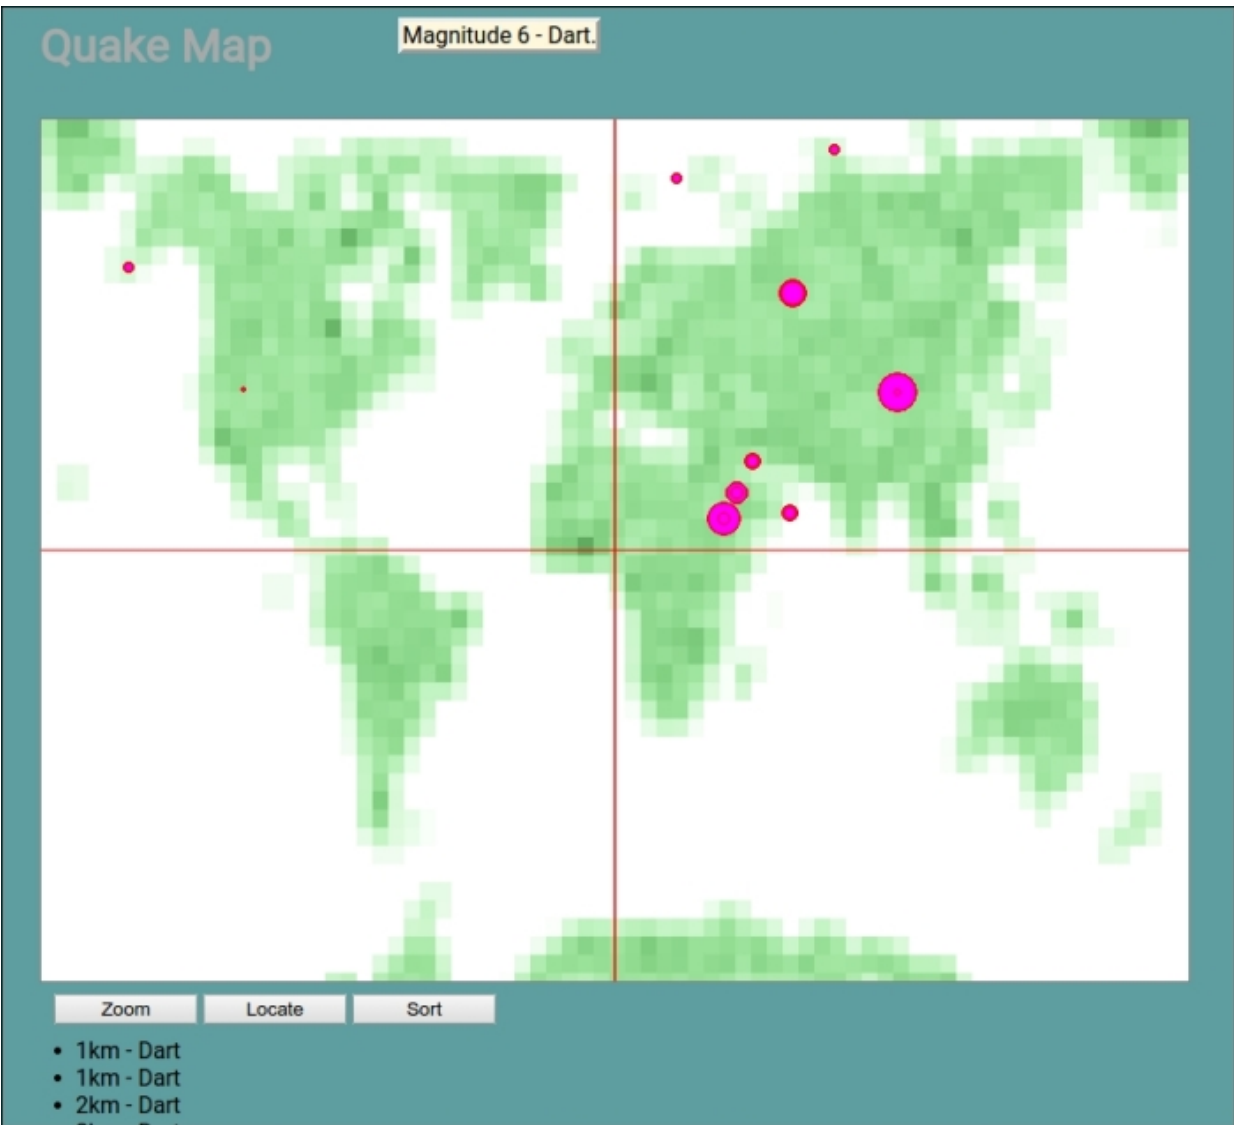 Quake Map
Magnitude 6 - Dart.
Zoom
Locate
Sort
1km - Dart
1km - Dart
2km - Dart